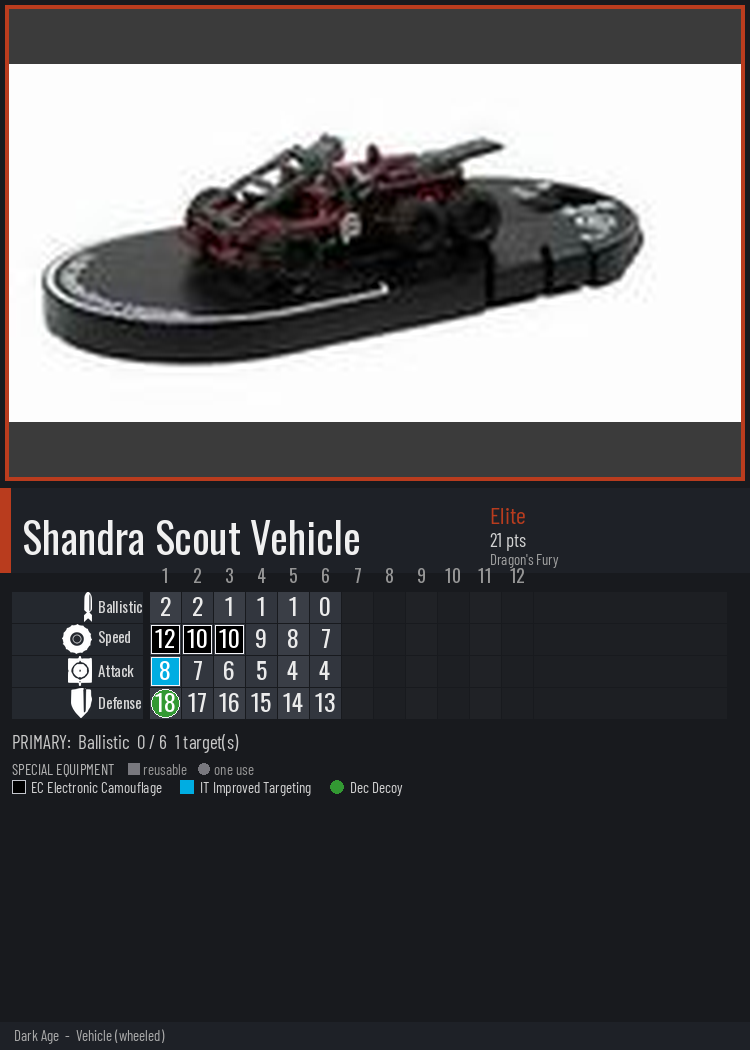 Shandra Scout Vehicle
Elite
21 pts
Dragon's Fury
1 2 3 4 5 6 7 8 9 10 11 12
Ballistic 2 2 1 1 1 0
Speed 12 10 10 9 8 7
Attack 8 7 6 5 4 4
Defense 18 17 16 15 14 13
PRIMARY: Ballistic 0 / 6 1 target(s)
SPECIAL EQUIPMENT reusable one use
EC Electronic Camouflage IT Improved Targeting Dec Decoy
Dark Age - Vehicle (wheeled)